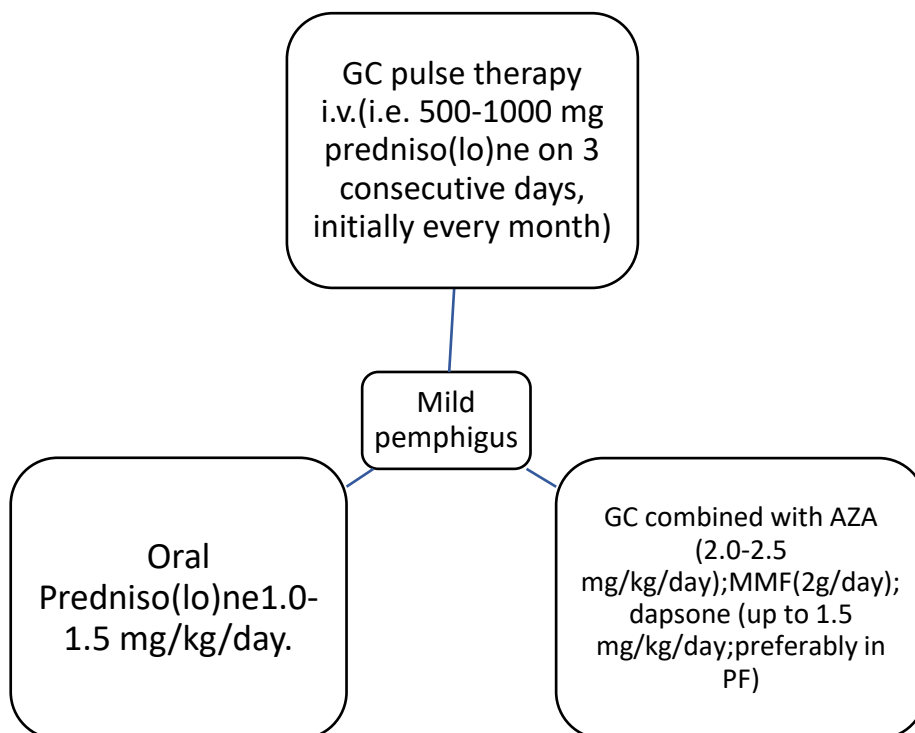 GC pulse therapy
i.v.(i.e. 500-1000 mg
predniso(lo)ne on 3
consecutive days,
initially every month)
Mild
pemphigus
Oral
Predniso(lo)ne1.0-
1.5 mg/kg/day.
GC combined with AZA
(2.0-2.5
mg/kg/day);MMF(2g/day);
dapsone (up to 1.5
mg/kg/day;preferably in
PF)